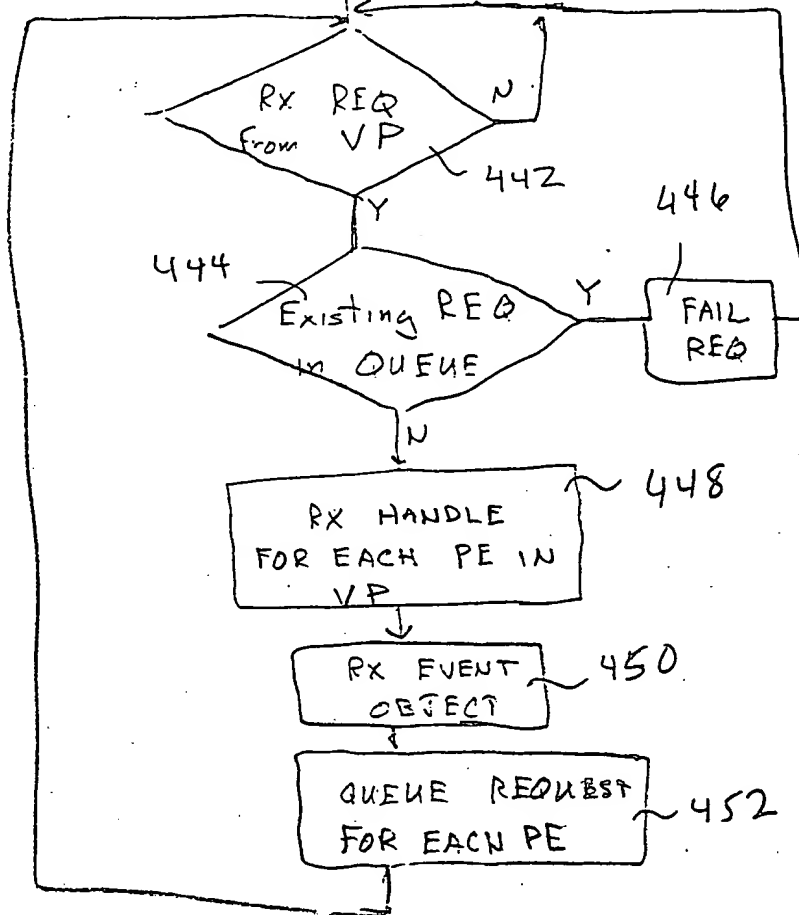 RX REQ
from VP
N
442
Y
446
444
Existing REQ
in QUEUE
Y
FAIL
REQ
N
448
RX HANDLE
FOR EACH PE IN
VP
RX EVENT
OBJECT
450
QUEUE REQUEST
FOR EACH PE
452